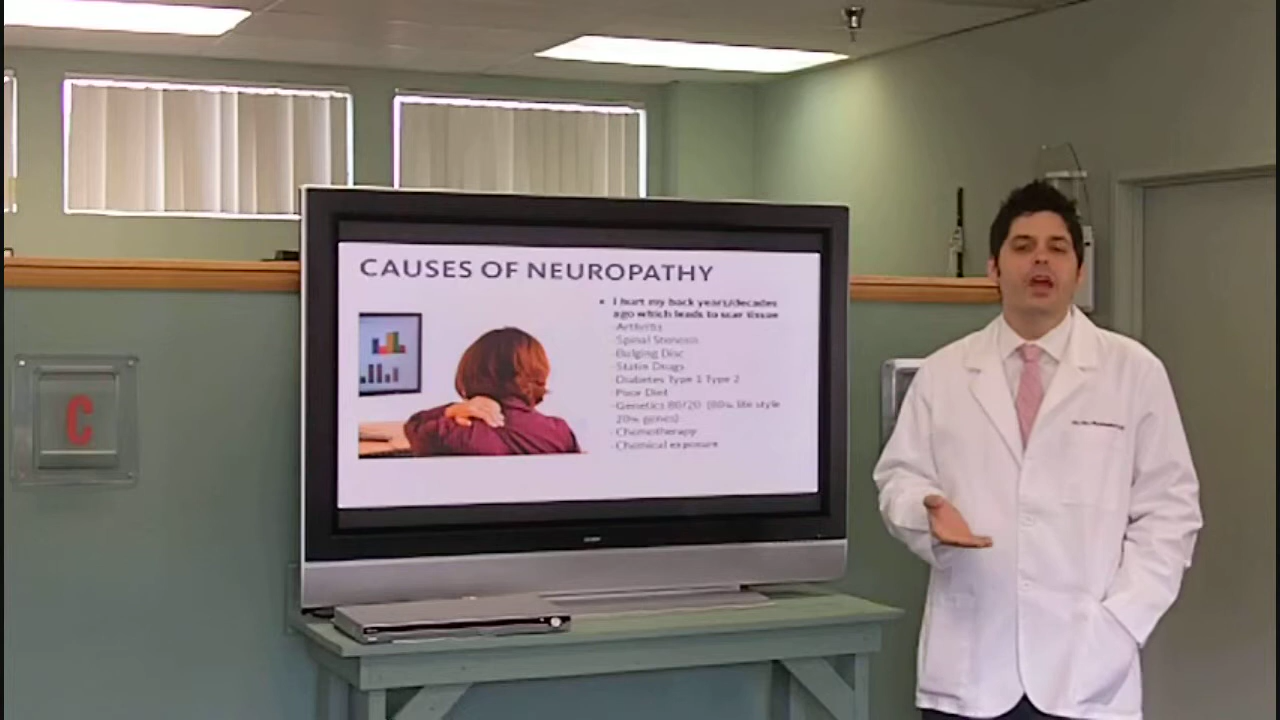 CAUSES OF NEUROPATHY
• I hurt my back years/decades
ago which leads to scar tissue
-Arthritis
-Spinal Stenosis
-Bulging Disc
-Statin Drugs
-Diabetes Type 1 Type 2
-Poor Diet
-Genetics 80/20 (80% life style
20% genes)
-Chemotherapy
-Chemical exposure
C